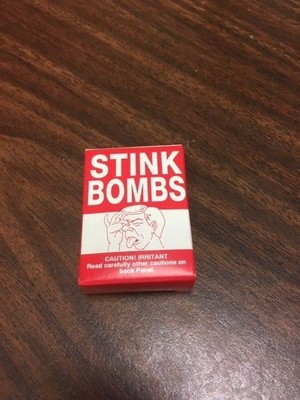 STINK
BOMBS
CAUTION! IRRITANT
Read carefully other cautions on
back Panel